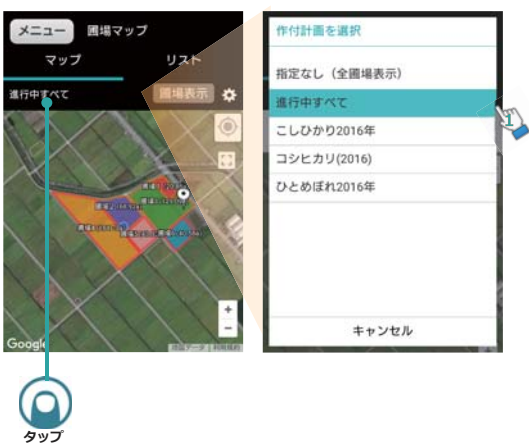 メニュー 圃場マップ
マップ リスト
進行中すべて 圃場表示
+
-
Google
タップ
作付計画を選択
指定なし（全圃場表示）
進行中すべて
こしひかり2016年
コシヒカリ(2016)
ひとめぼれ2016年
キャンセル
1